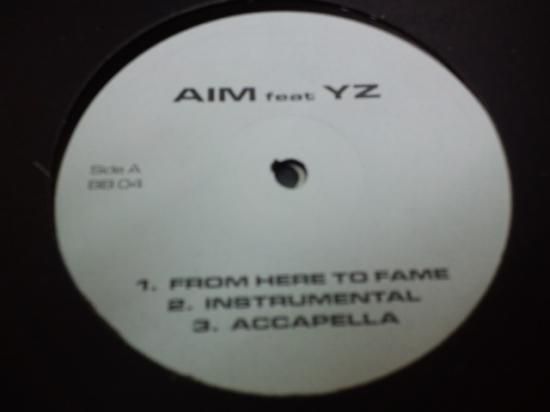 AIM feat YZ
Side A
BB 04
1. FROM HERE TO FAME
2. INSTRUMENTAL
3. ACCAPELLA